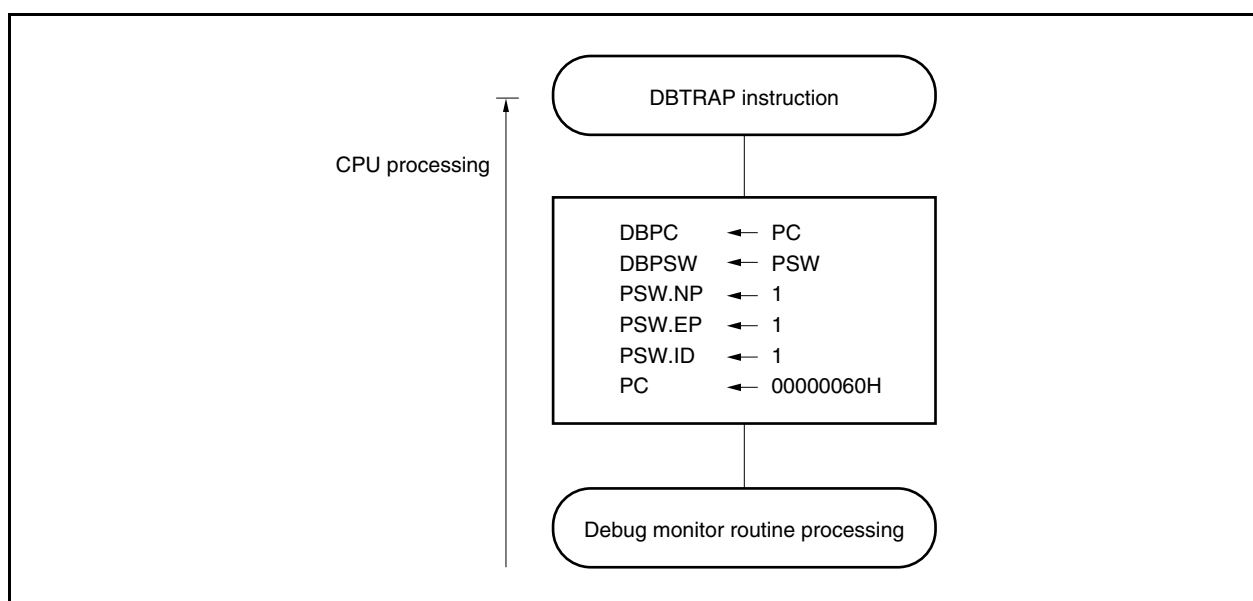 DBTRAP instruction
CPU processing
DBPC ← PC
DBPSW ← PSW
PSW.NP ← 1
PSW.EP ← 1
PSW.ID ← 1
PC ← 00000060H
Debug monitor routine processing